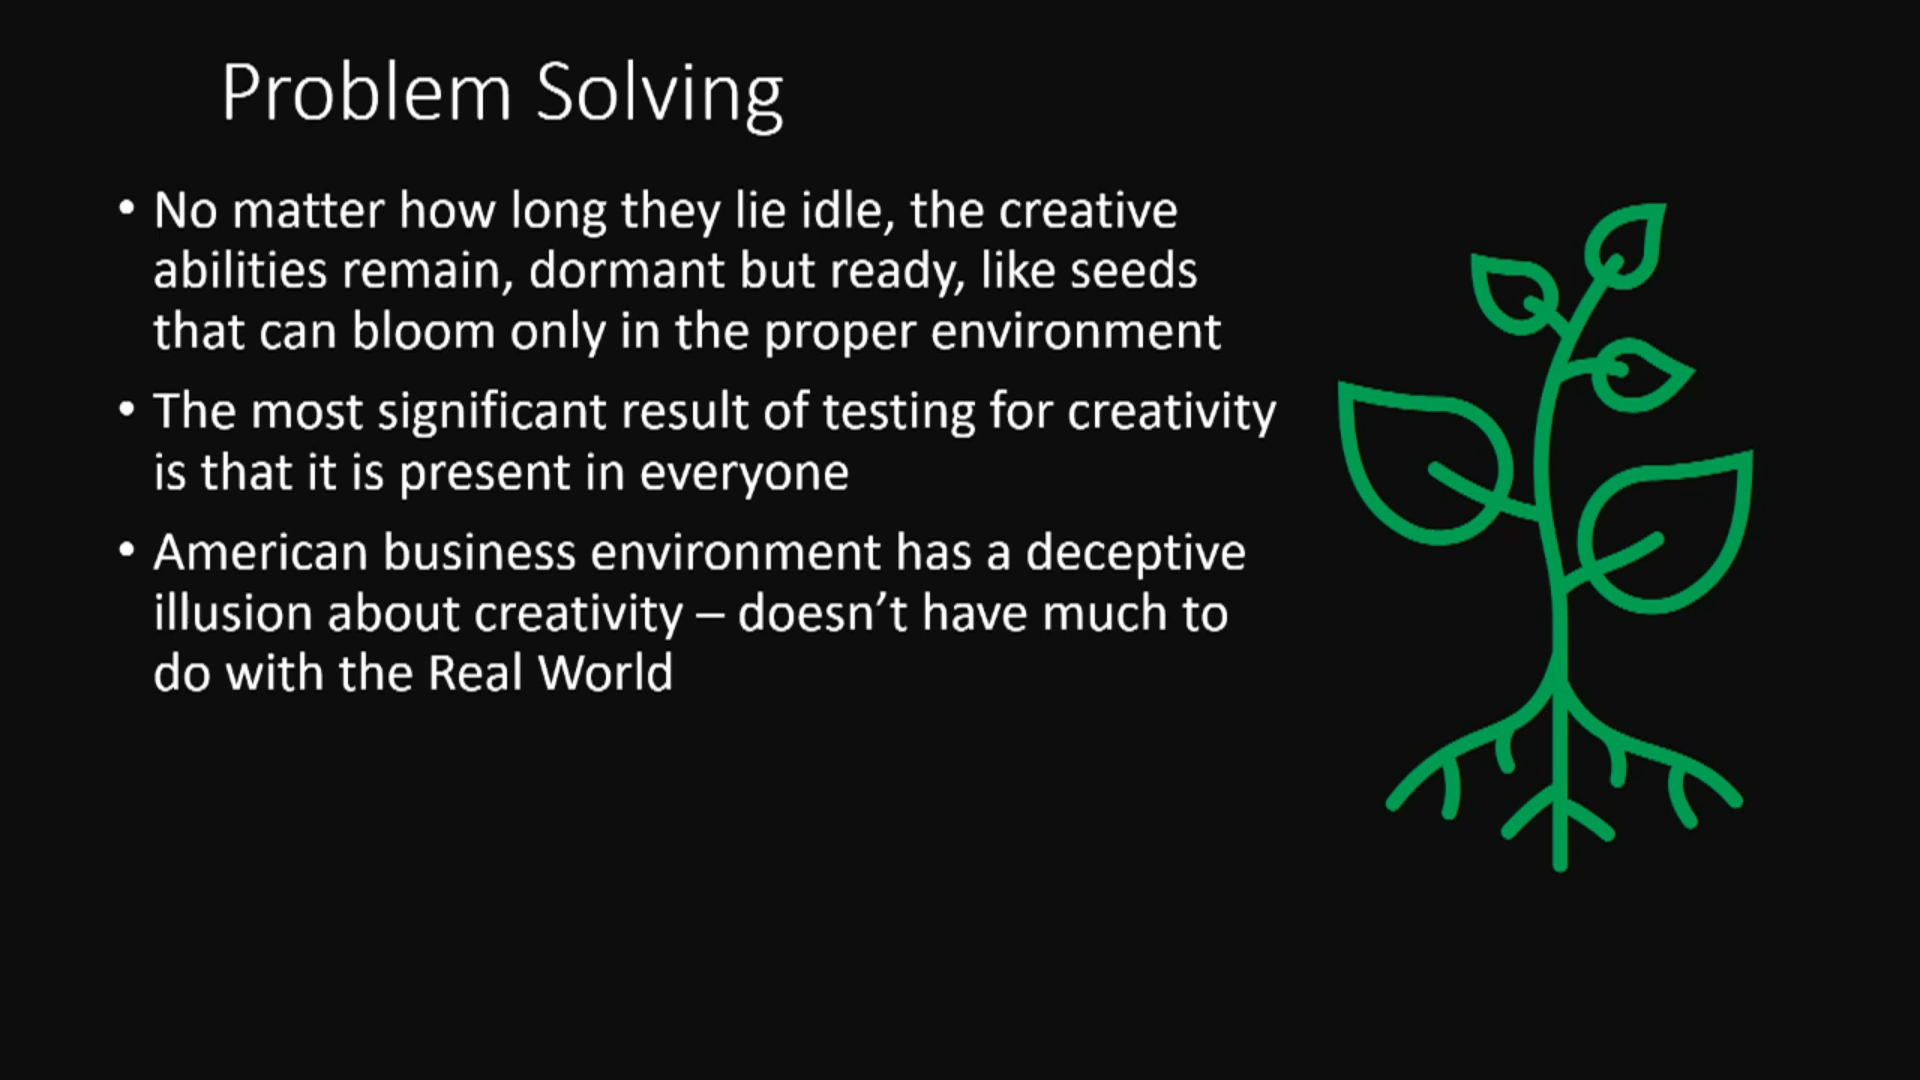 Problem Solving
• No matter how long they lie idle, the creative
abilities remain, dormant but ready, like seeds
that can bloom only in the proper environment
• The most significant result of testing for creativity
is that it is present in everyone
• American business environment has a deceptive
illusion about creativity – doesn’t have much to
do with the Real World